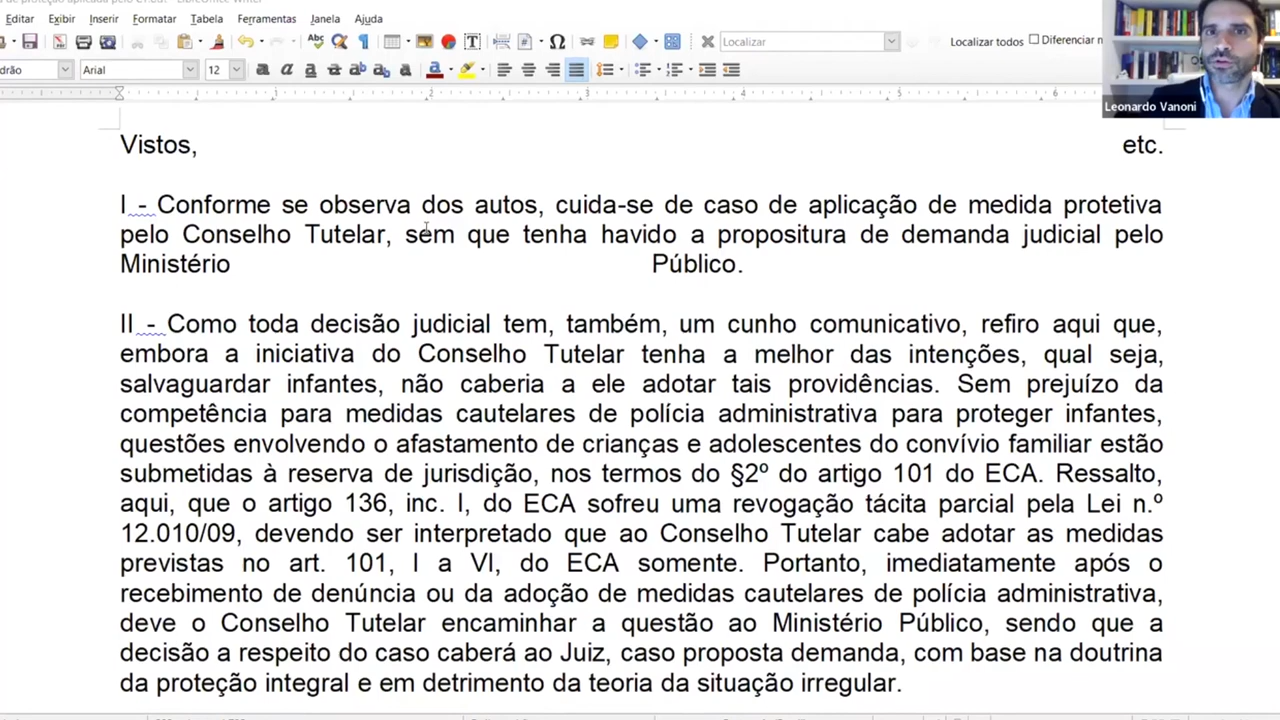 Editar Exibir Inserir Formatar Tabela Ferramentas Janela Ajuda
Localizar Localizar todos Diferenciar
Arial 12
Leonardo Vanoni
Vistos, etc.
I - Conforme se observa dos autos, cuida-se de caso de aplicação de medida protetiva
pelo Conselho Tutelar, sem que tenha havido a propositura de demanda judicial pelo
Ministério Público.
II - Como toda decisão judicial tem, também, um cunho comunicativo, refiro aqui que,
embora a iniciativa do Conselho Tutelar tenha a melhor das intenções, qual seja,
salvaguardar infantes, não caberia a ele adotar tais providências. Sem prejuízo da
competência para medidas cautelares de polícia administrativa para proteger infantes,
questões envolvendo o afastamento de crianças e adolescentes do convívio familiar estão
submetidas à reserva de jurisdição, nos termos do §2º do artigo 101 do ECA. Ressalto,
aqui, que o artigo 136, inc. I, do ECA sofreu uma revogação tácita parcial pela Lei n.º
12.010/09, devendo ser interpretado que ao Conselho Tutelar cabe adotar as medidas
previstas no art. 101, I a VI, do ECA somente. Portanto, imediatamente após o
recebimento de denúncia ou da adoção de medidas cautelares de polícia administrativa,
deve o Conselho Tutelar encaminhar a questão ao Ministério Público, sendo que a
decisão a respeito do caso caberá ao Juiz, caso proposta demanda, com base na doutrina
da proteção integral e em detrimento da teoria da situação irregular.